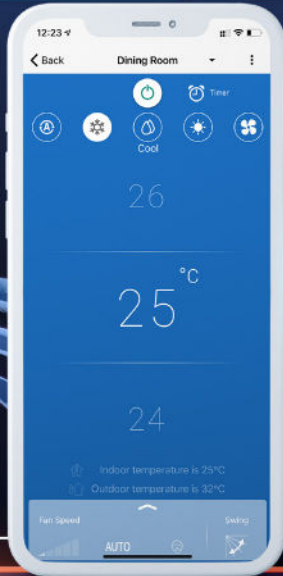 12:23
Back Dining Room
Timer
A
Cool
26
25 °C
24
Indoor temperature is 25°C
Outdoor temperature is 32°C
Fan Speed Swing
AUTO